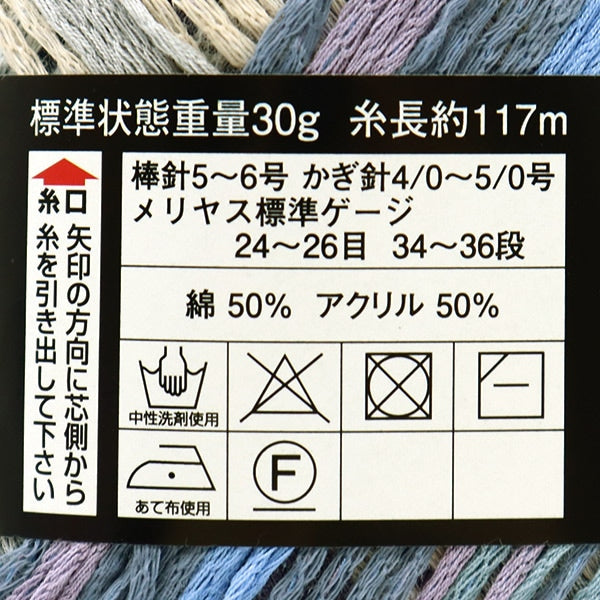 標準状態重量30g 糸長約117m
糸口
矢印の方向に芯側から
糸を引き出して下さい
棒針5～6号 かぎ針4/0～5/0号
メリヤス標準ゲージ
24～26目 34～36段
綿 50% アクリル 50%
中性洗剤使用
あて布使用
F